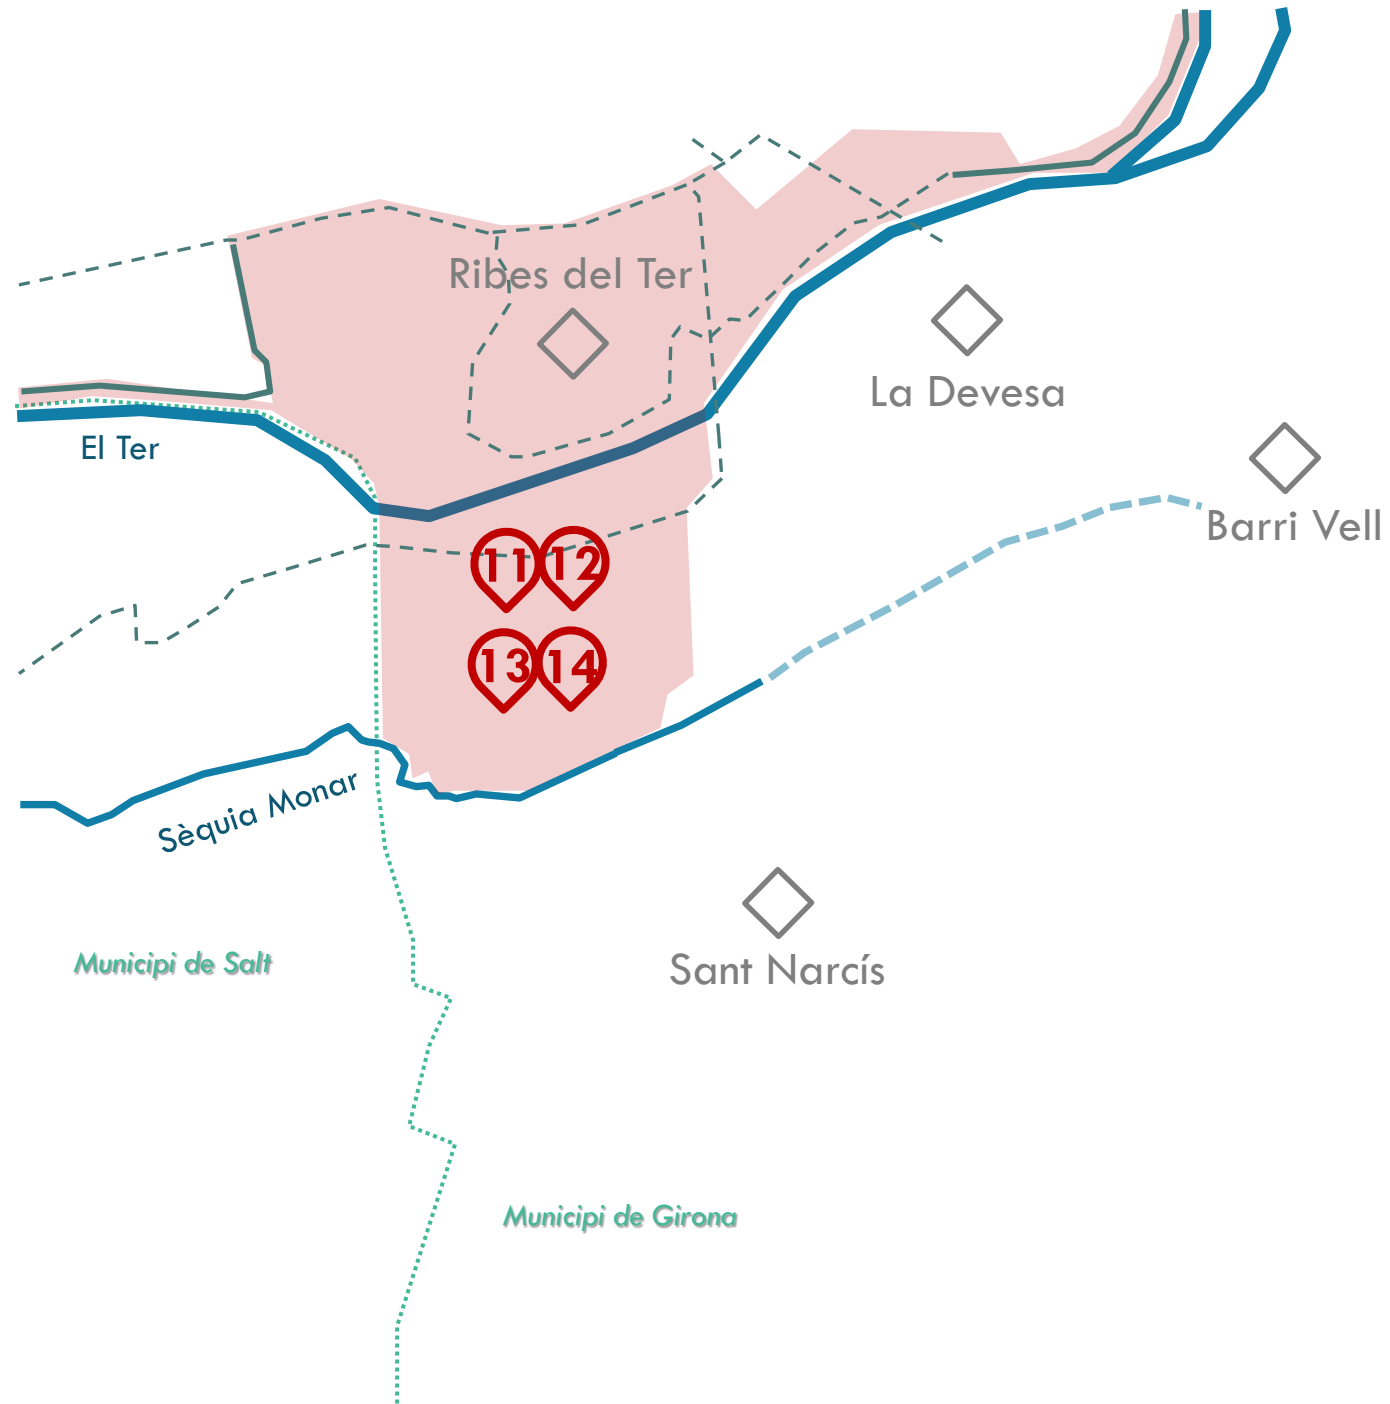 Ribes del Ter
La Devesa
El Ter
Barri Vell
11 12
13 14
Sèquia Monar
Municipi de Salt
Sant Narcís
Municipi de Girona